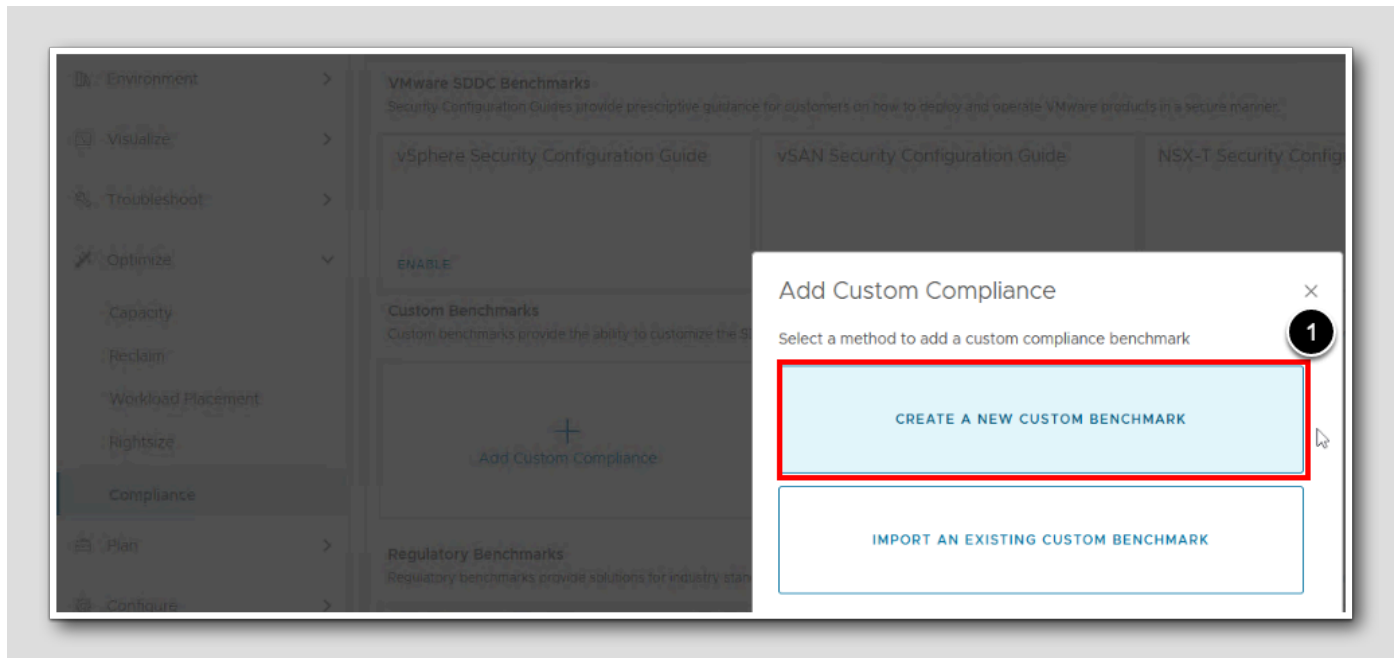 Environment
Visualize
Troubleshoot
Optimize
Capacity
Reclaim
Workload Placement
Rightsize
Compliance
Plan
Configure
VMware SDDC Benchmarks
Security Configuration Guides provide prescriptive guidance for customers on how to deploy and operate VMware products in a secure manner.
vSphere Security Configuration Guide
vSAN Security Configuration Guide
NSX-T Security Config
ENABLE
Custom Benchmarks
Custom benchmarks provide the ability to customize the S
Add Custom Compliance
Regulatory Benchmarks
Regulatory benchmarks provide solutions for industry stan
Add Custom Compliance
Select a method to add a custom compliance benchmark
1
CREATE A NEW CUSTOM BENCHMARK
IMPORT AN EXISTING CUSTOM BENCHMARK